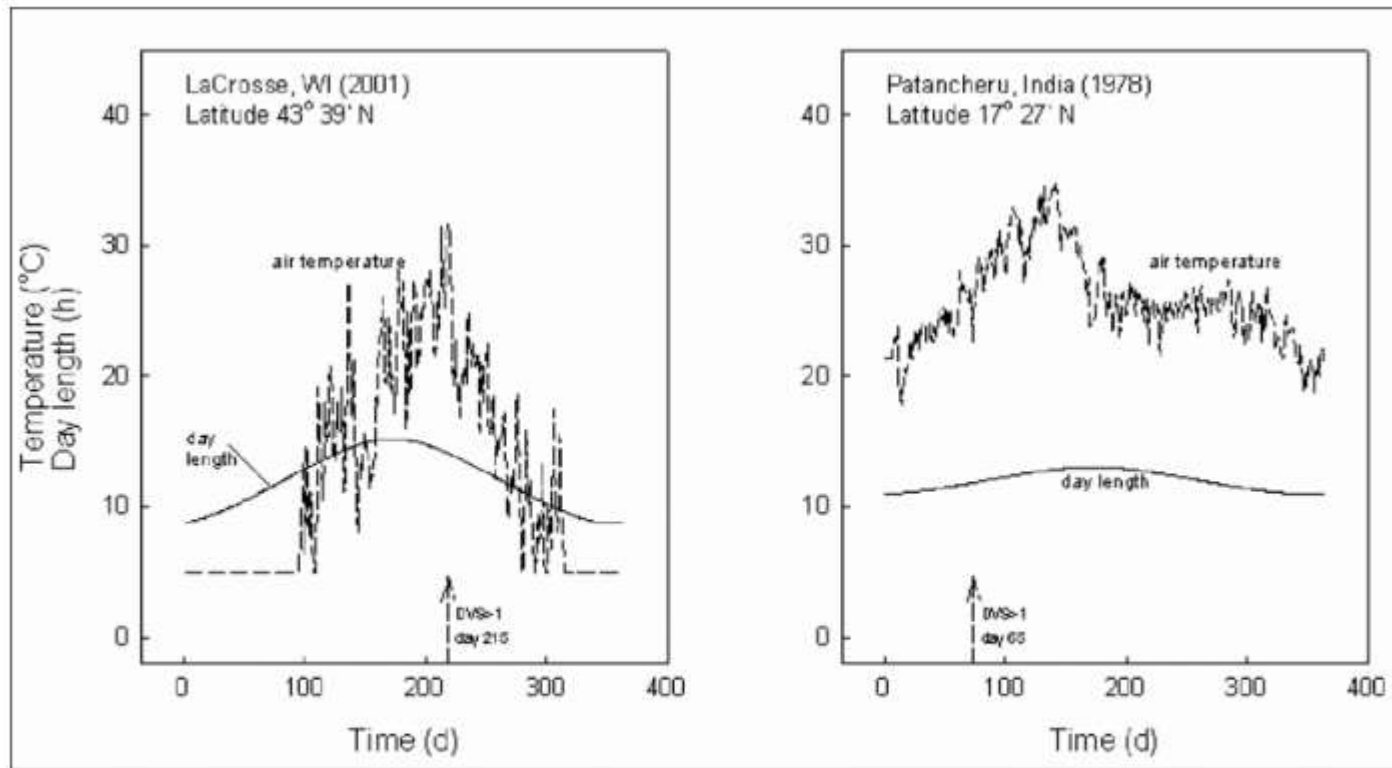 LaCrosse, WI (2001)
Latitude 43° 39' N
40
30
20
10
0
air temperature
day
length
DVS>1
day 215
0
100
200
300
400
Time (d)
Temperature (°C)
Day length (h)
Patancheru, India (1978)
Latitude 17° 27' N
40
30
20
10
0
air temperature
day length
DVS>1
day 65
0
100
200
300
400
Time (d)